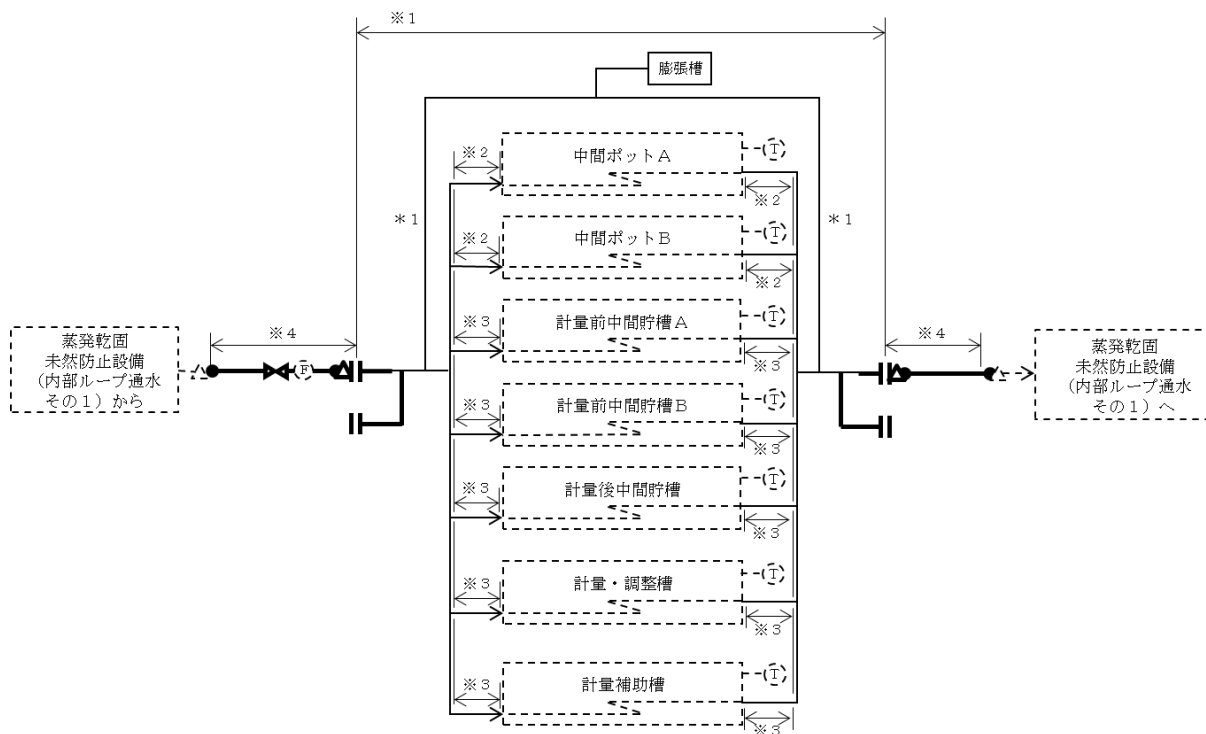 ※１
膨張槽
※２
中間ポットＡ
Ｔ
※２
＊１
＊１
※２
中間ポットＢ
Ｔ
※２
※３
計量前中間貯槽Ａ
Ｔ
※３
蒸発乾固
未然防止設備
（内部ループ通水
その１）から
※４
Ｆ
※４
蒸発乾固
未然防止設備
（内部ループ通水
その１）へ
※３
計量前中間貯槽Ｂ
Ｔ
※３
※３
計量後中間貯槽
Ｔ
※３
※３
計量・調整槽
Ｔ
※３
※３
計量補助槽
Ｔ
※３